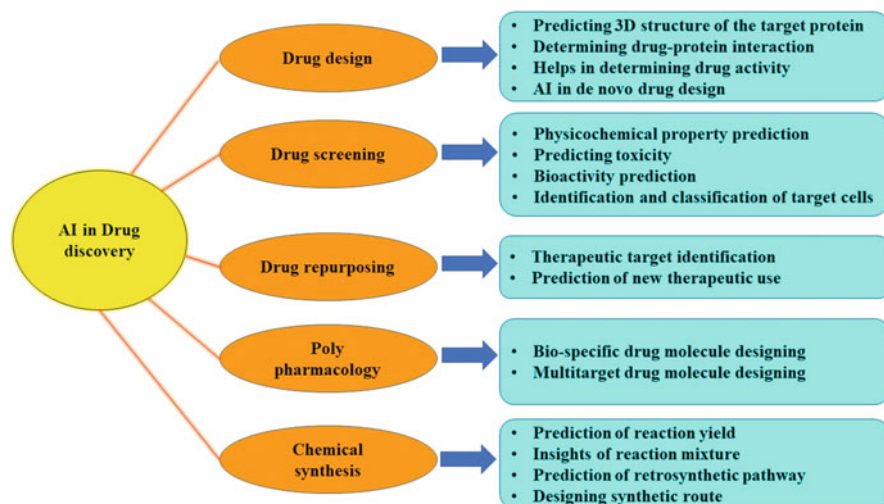 AI in Drug
discovery
Drug design
• Predicting 3D structure of the target protein
• Determining drug-protein interaction
• Helps in determining drug activity
• AI in de novo drug design
Drug screening
• Physicochemical property prediction
• Predicting toxicity
• Bioactivity prediction
• Identification and classification of target cells
Drug repurposing
• Therapeutic target identification
• Prediction of new therapeutic use
Poly
pharmacology
• Bio-specific drug molecule designing
• Multitarget drug molecule designing
Chemical
synthesis
• Prediction of reaction yield
• Insights of reaction mixture
• Prediction of retrosynthetic pathway
• Designing synthetic route